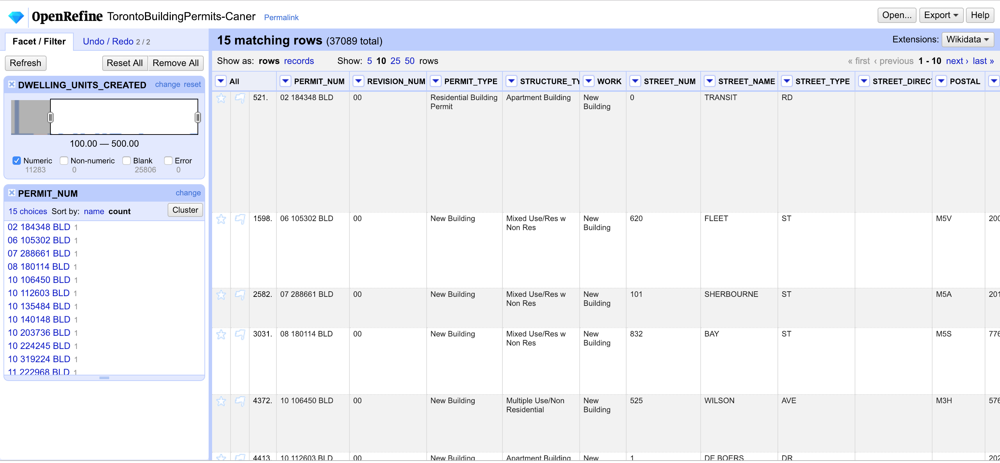 OpenRefine TorontoBuildingPermits-Caner Permalink
Open... Export Help
Facet / Filter Undo / Redo 2 / 2
15 matching rows (37089 total)
Extensions: Wikidata
Refresh Reset All Remove All
Show as: rows records Show: 5 10 25 50 rows
« first ‹ previous 1 - 10 next › last »
DWELLING_UNITS_CREATED change reset
100.00 — 500.00
Numeric Non-numeric Blank Error
11283 0 25806 0
PERMIT_NUM change
15 choices Sort by: name count Cluster
02 184348 BLD 1
06 105302 BLD 1
07 288661 BLD 1
08 180114 BLD 1
10 106450 BLD 1
10 112603 BLD 1
10 135484 BLD 1
10 140148 BLD 1
10 203736 BLD 1
10 224245 BLD 1
10 319224 BLD 1
11 222968 BLD 1
All PERMIT_NUM REVISION_NUM PERMIT_TYPE STRUCTURE_TY WORK STREET_NUM STREET_NAME STREET_TYPE STREET_DIREC POSTAL
521. 02 184348 BLD 00 Residential Building Apartment Building New 0 TRANSIT RD
Permit Building
1598. 06 105302 BLD 00 New Building Mixed Use/Res w New 620 FLEET ST M5V 200
Non Res Building
2582. 07 288661 BLD 00 New Building Mixed Use/Res w New 101 SHERBOURNE ST M5A 201
Non Res Building
3031. 08 180114 BLD 00 New Building Mixed Use/Res w New 832 BAY ST M5S 776
Non Res Building
4372. 10 106450 BLD 00 New Building Multiple Use/Non New 525 WILSON AVE M3H 576
Residential Building
4413. 10 112603 BLD 00 New Building Apartment Building New 1 DE BOERS DR 202